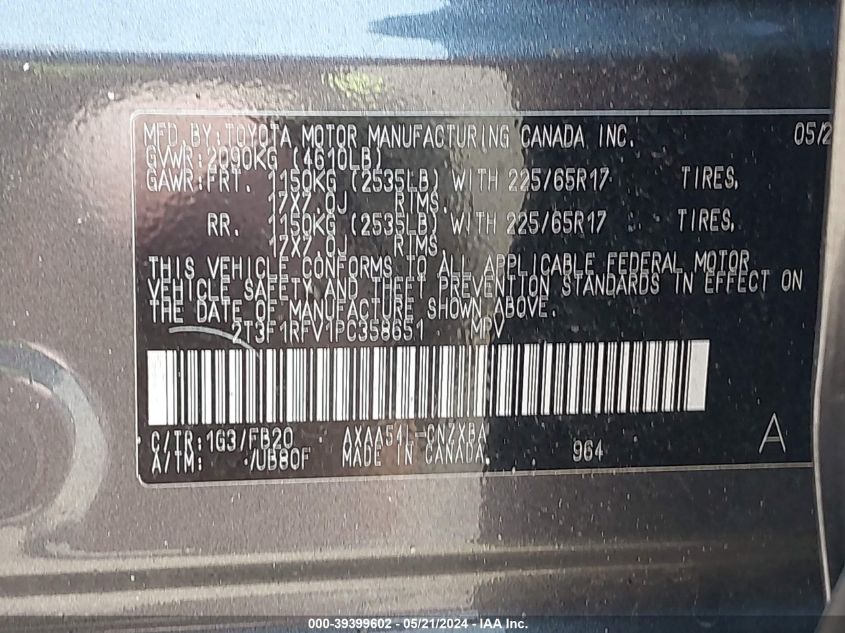 MFD.BY:TOYOTA MOTOR MANUFACTURING CANADA INC. 05/2
GVWR:2090KG (4610LB)
GAWR:FRT. 1150KG (2535LB) WITH 225/65R17 TIRES,
17X7.0J RIMS.
RR. 1150KG (2535LB) WITH 225/65R17 TIRES,
17X7.0J RIMS
THIS VEHICLE CONFORMS TO ALL APPLICABLE FEDERAL MOTOR
VEHICLE SAFETY AND THEFT PREVENTION STANDARDS IN EFFECT ON
THE DATE OF MANUFACTURE SHOWN ABOVE.
2T3F1RFV1PC358651 MPV
C/TR:1G3/FB20 AXAA54L-CNZXBA
A/TM: /UB80F MADE IN CANADA. 964 A
000-39399602 - 05/21/2024 - IAA, Inc.